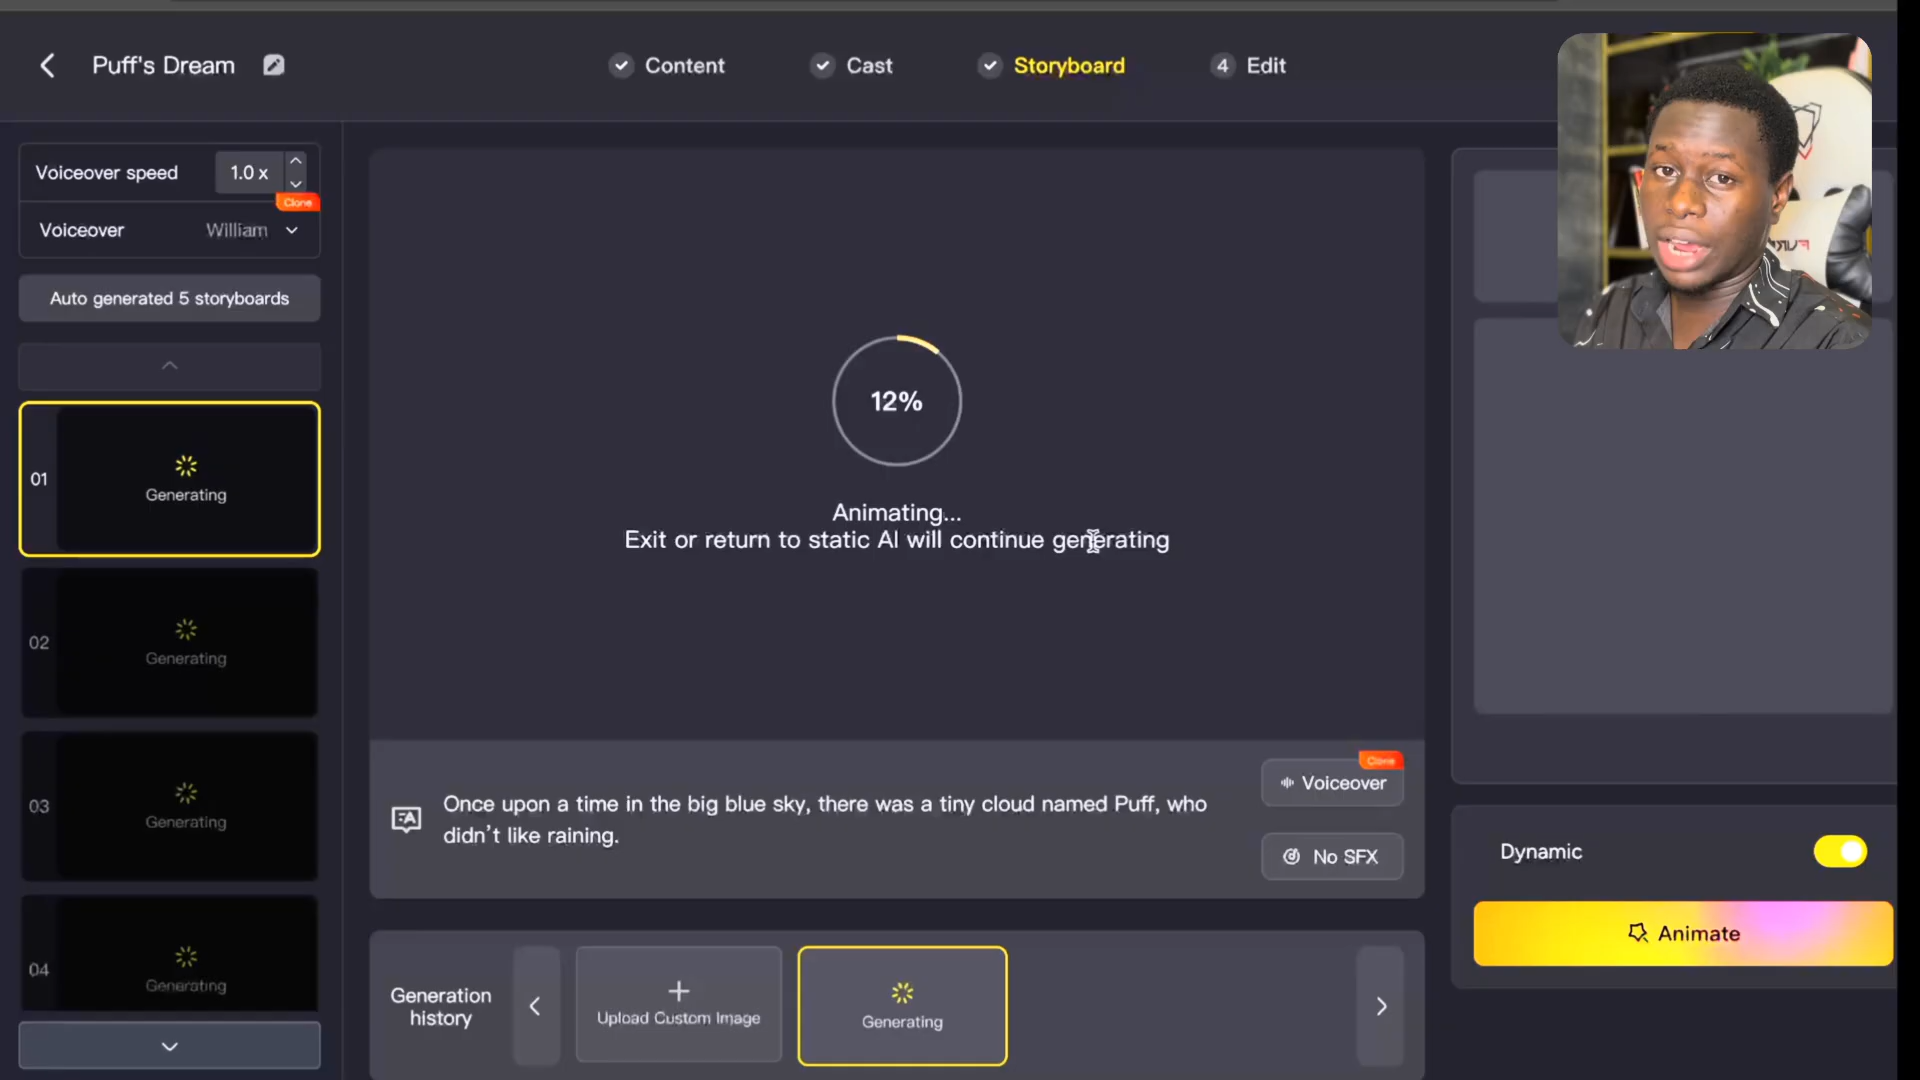 Puff's Dream
Content
Cast
Storyboard
4 Edit
Voiceover speed 1.0 x
Clone
Voiceover William
Auto generated 5 storyboards
01 Generating
02 Generating
03 Generating
04 Generating
12%
Animating...
Exit or return to static AI will continue generating
Once upon a time in the big blue sky, there was a tiny cloud named Puff, who
didn't like raining.
Clone
Voiceover
No SFX
Generation
history
Upload Custom Image
Generating
Dynamic
Animate